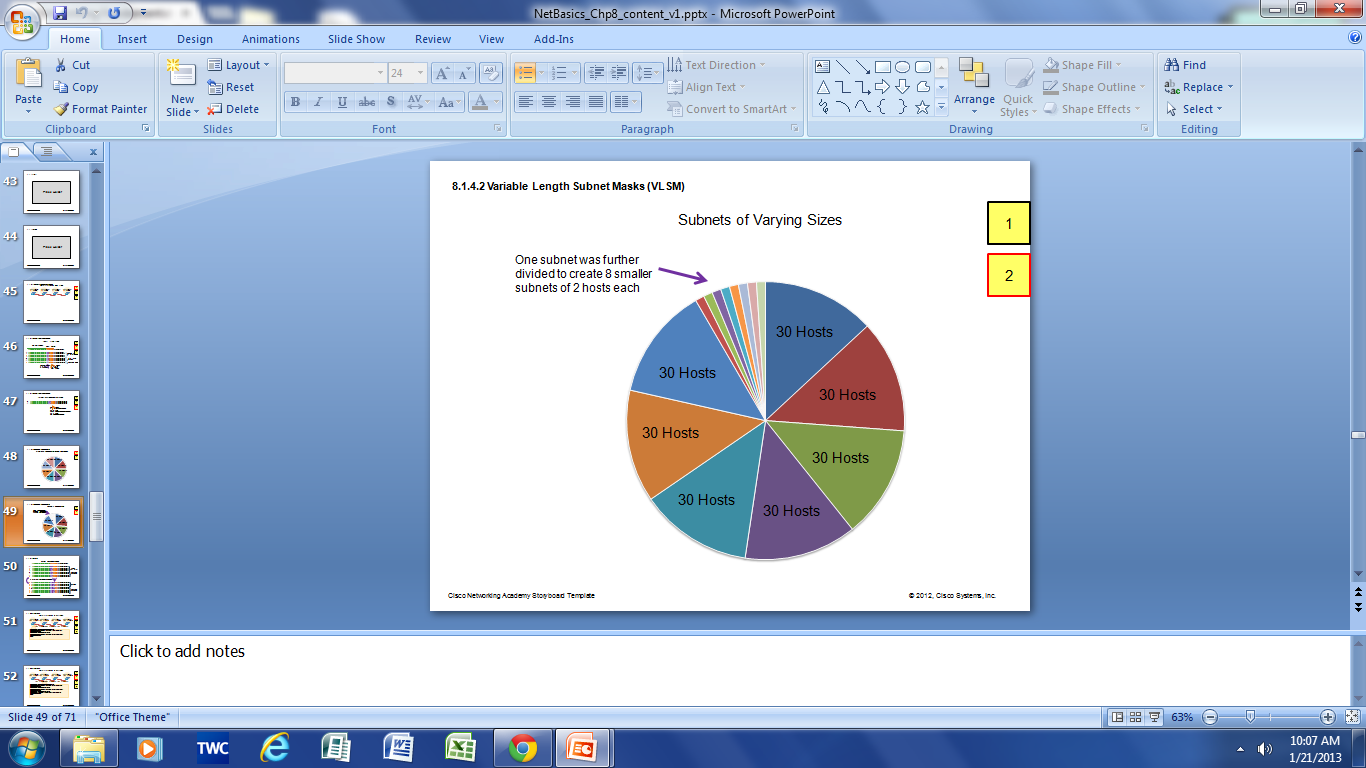 NetBasics_Chp8_content_v1.pptx - Microsoft PowerPoint
Home Insert Design Animations Slide Show Review View Add-Ins
Paste
Cut
Copy
Format Painter
Clipboard
New Slide
Layout
Reset
Delete
Slides
24
B I U abc S AV Aa A
Font
Text Direction
Align Text
Convert to SmartArt
Paragraph
Arrange
Quick Styles
Shape Fill
Shape Outline
Shape Effects
Drawing
Find
Replace
Select
Editing
43
44
45
46
47
48
49
50
51
52
8.1.4.2 Variable Length Subnet Masks (VLSM)
Subnets of Varying Sizes
1
2
One subnet was further
divided to create 8 smaller
subnets of 2 hosts each
30 Hosts
30 Hosts
30 Hosts
30 Hosts
30 Hosts
30 Hosts
30 Hosts
Cisco Networking Academy Storyboard Template
© 2012, Cisco Systems, Inc.
Click to add notes
Slide 49 of 71 "Office Theme" 63%
TWC
10:07 AM
1/21/2013